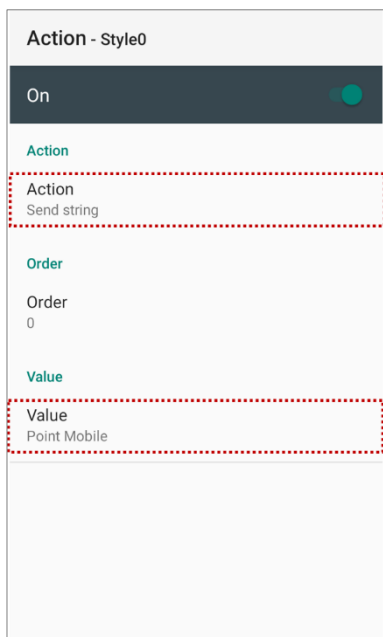 Action - Style0
On
Action
Action
Send string
Order
Order
0
Value
Value
Point Mobile